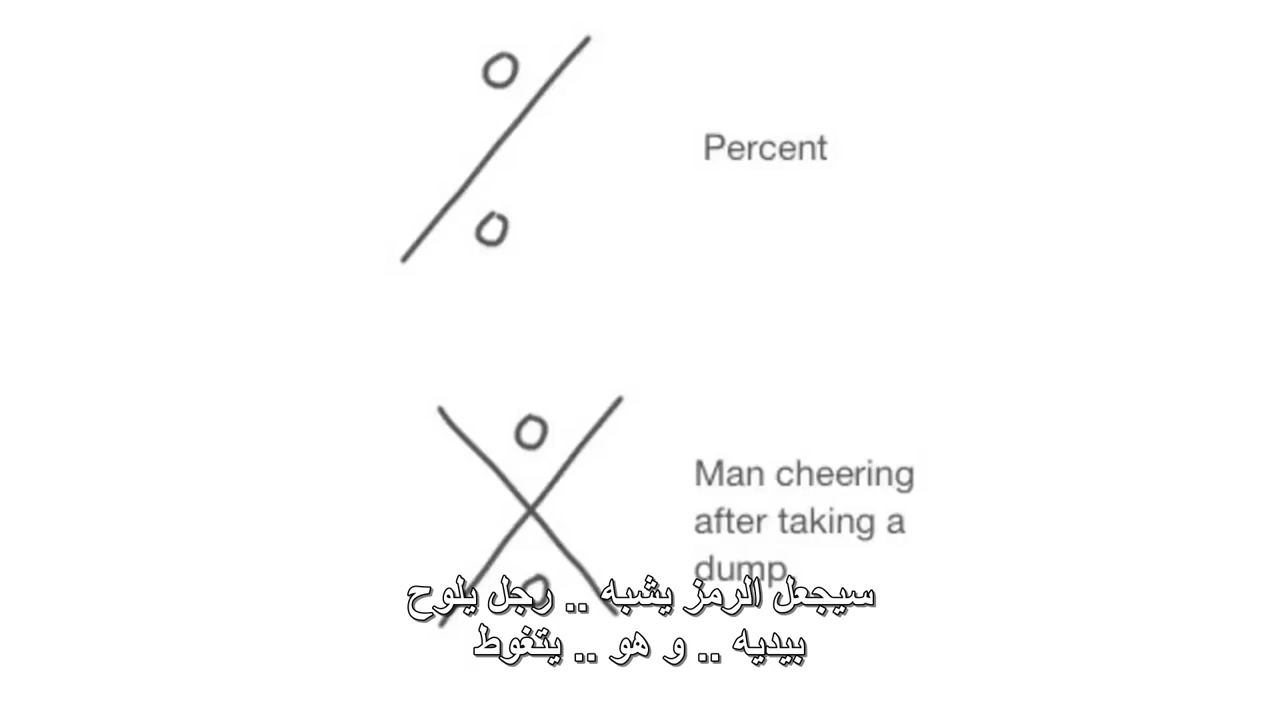 Percent
Man cheering
after taking a
dump
سيجعل الرمز يشبه .. رجل يلوح
بيديه .. و هو .. يتغوط